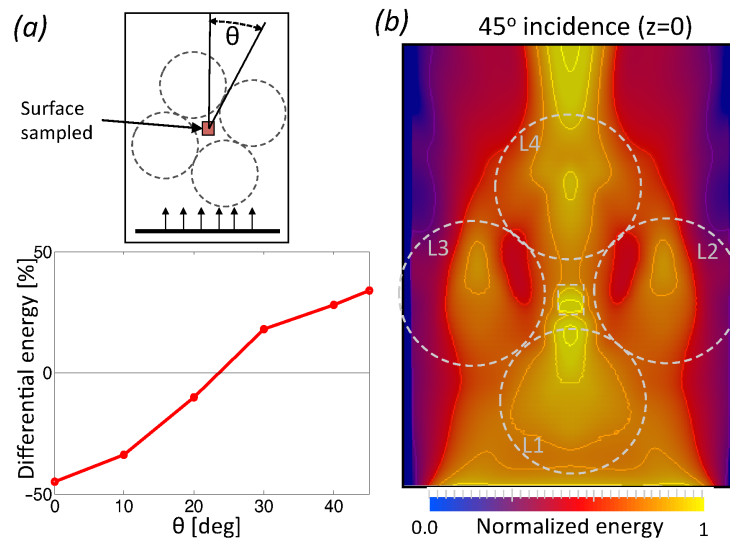 (a)
θ
Surface
sampled
Differential energy [%]
50
0
−50
0
10
20
30
40
θ [deg]
(b)
45º incidence (z=0)
L4
L3
L2
L1
0.0
Normalized energy
1